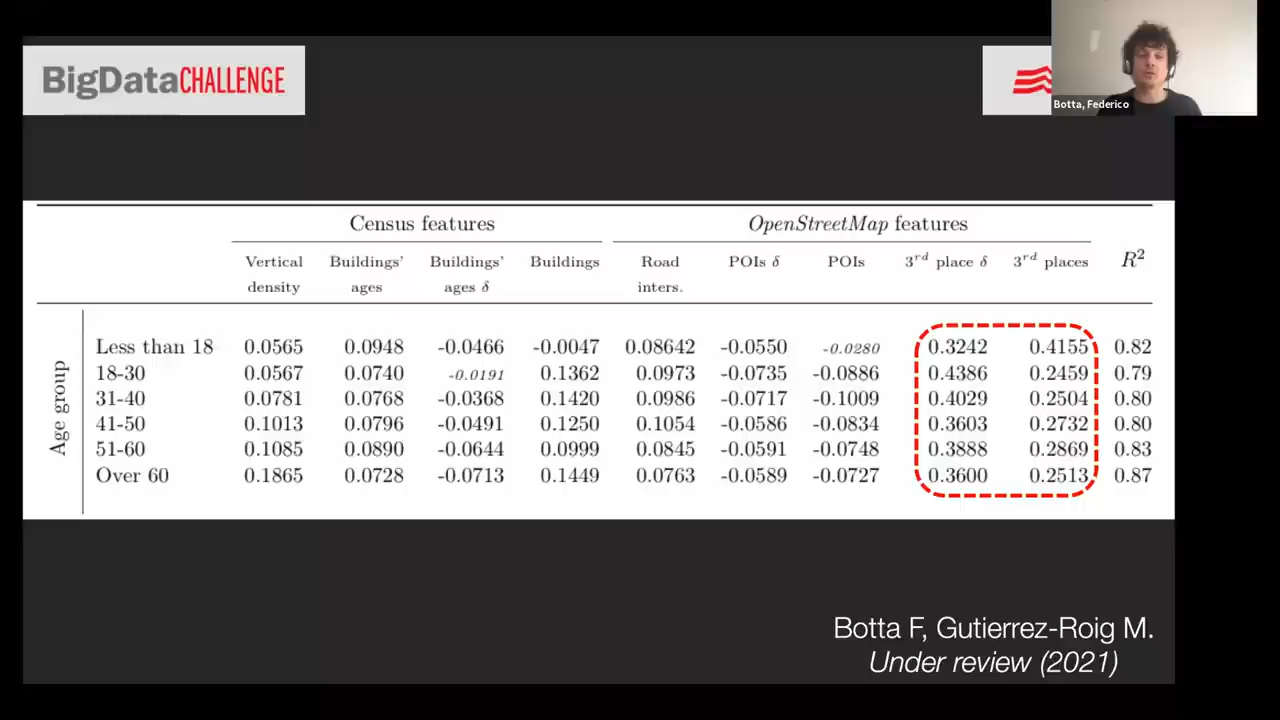 BigDataCHALLENGE
Botta, Federico
Census features OpenStreetMap features
Vertical density Buildings' ages Buildings' ages δ Buildings Road inters. POIs δ POIs 3rd place δ 3rd places R²
Age group
Less than 18 0.0565 0.0948 -0.0466 -0.0047 0.08642 -0.0550 -0.0280 0.3242 0.4155 0.82
18-30 0.0567 0.0740 -0.0191 0.1362 0.0973 -0.0735 -0.0886 0.4386 0.2459 0.79
31-40 0.0781 0.0768 -0.0368 0.1420 0.0986 -0.0717 -0.1009 0.4029 0.2504 0.80
41-50 0.1013 0.0796 -0.0491 0.1250 0.1054 -0.0586 -0.0834 0.3603 0.2732 0.80
51-60 0.1085 0.0890 -0.0644 0.0999 0.0845 -0.0591 -0.0748 0.3888 0.2869 0.83
Over 60 0.1865 0.0728 -0.0713 0.1449 0.0763 -0.0589 -0.0727 0.3600 0.2513 0.87
Botta F, Gutierrez-Roig M.
Under review (2021)